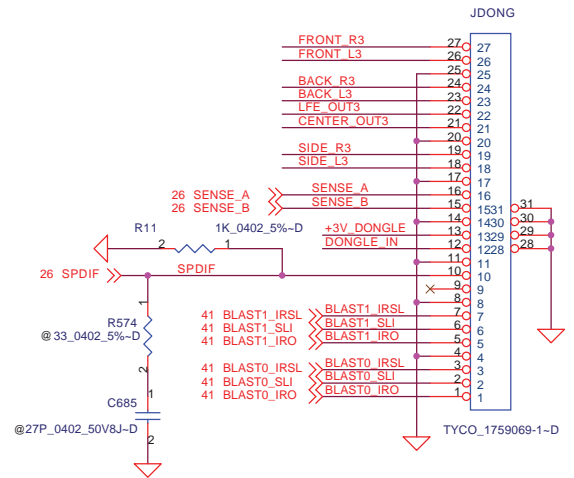 JDONG
FRONT_R3 27 27
FRONT_L3 26 26
25 25
BACK_R3 24 24
BACK_L3 23 23
LFE_OUT3 22 22
CENTER_OUT3 21 21
20 20
SIDE_R3 19 19
SIDE_L3 18 18
17 17
26 SENSE_A SENSE_A 16 16
26 SENSE_B SENSE_B 15 1531 31
14 1430 30
+3V_DONGLE 13 1329 29
DONGLE_IN 12 1228 28
R11 1K_0402_5%~D
2 1
11 11
26 SPDIF SPDIF 10 10
9 9
8 8
41 BLAST1_IRSL BLAST1_IRSL 7 7
41 BLAST1_SLI BLAST1_SLI 6 6
41 BLAST1_IRO BLAST1_IRO 5 5
4 4
41 BLAST0_IRSL BLAST0_IRSL 3 3
41 BLAST0_SLI BLAST0_SLI 2 2
41 BLAST0_IRO BLAST0_IRO 1 1
TYCO_1759069-1~D
1
R574
@33_0402_5%~D
2
1
C685
@27P_0402_50V8J~D
2